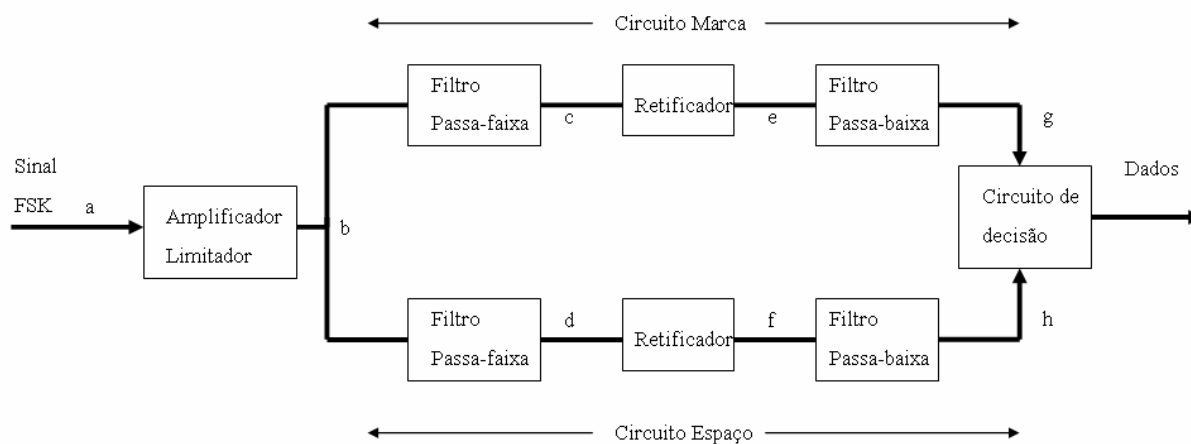 Circuito Marca
Filtro
Passa-faixa
c
Retificador
e
Filtro
Passa-baixa
g
Sinal
FSK
a
Amplificador
Limitador
b
Circuito de
decisão
Dados
Filtro
Passa-faixa
d
Retificador
f
Filtro
Passa-baixa
h
Circuito Espaço